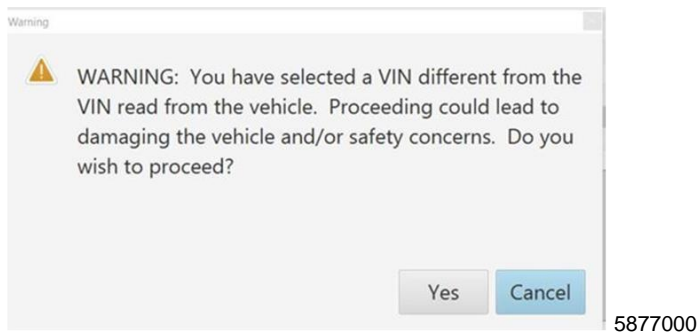 Warning
WARNING: You have selected a VIN different from the
VIN read from the vehicle. Proceeding could lead to
damaging the vehicle and/or safety concerns. Do you
wish to proceed?
Yes Cancel
5877000